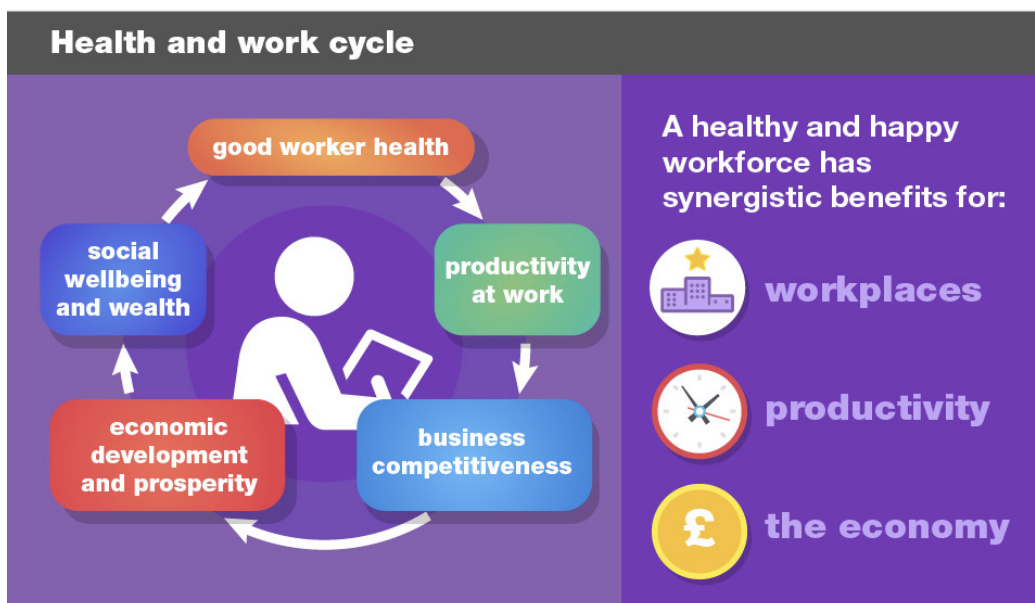 Health and work cycle
good worker health
productivity
at work
business
competitiveness
economic
development
and prosperity
social
wellbeing
and wealth
A healthy and happy
workforce has
synergistic benefits for:
workplaces
productivity
£
the economy